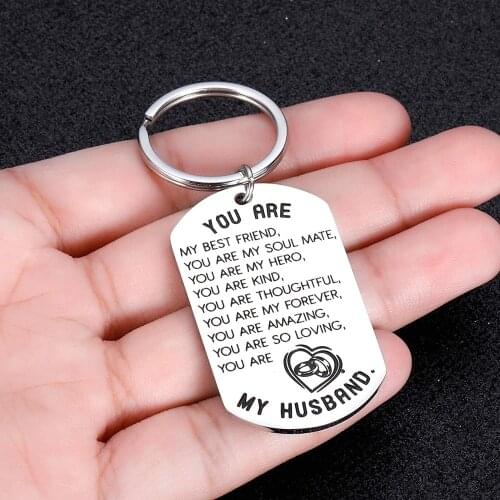 YOU ARE
MY BEST FRIEND,
YOU ARE MY SOUL MATE,
YOU ARE MY HERO,
YOU ARE KIND,
YOU ARE THOUGHTFUL,
YOU ARE MY FOREVER,
YOU ARE AMAZING,
YOU ARE SO LOVING,
YOU ARE
MY HUSBAND.